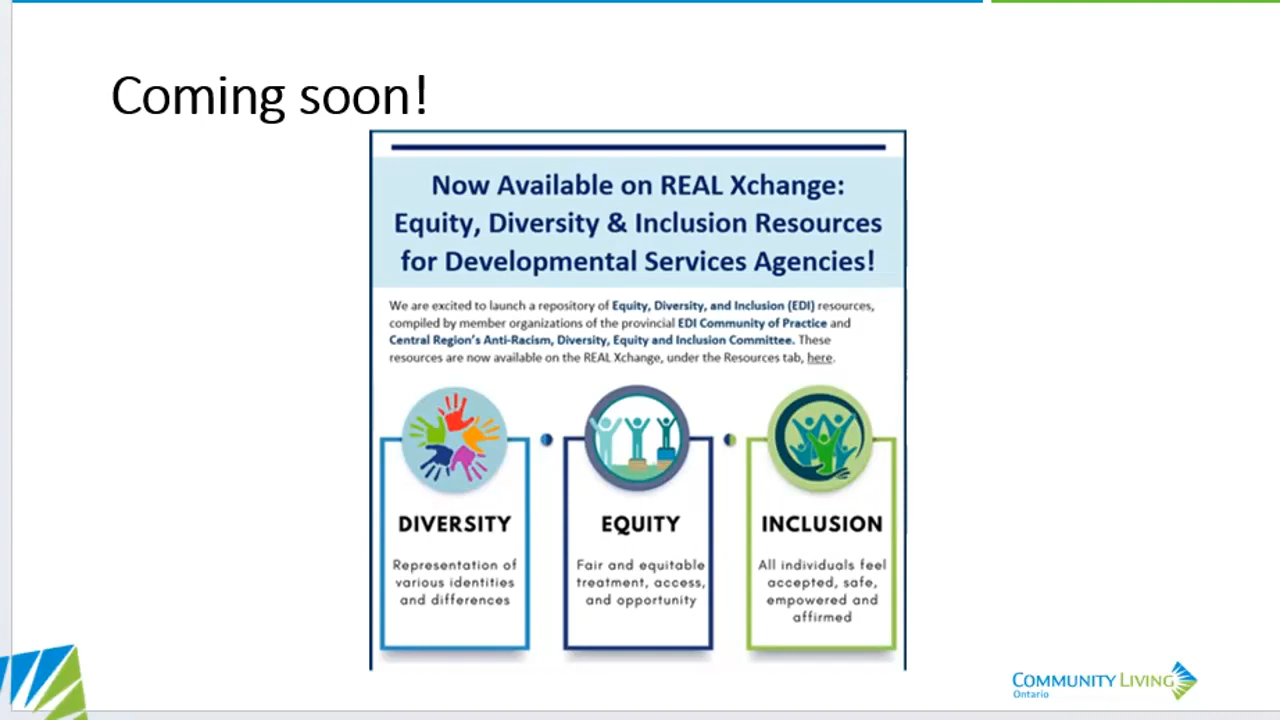 Coming soon!
Now Available on REAL Xchange:
Equity, Diversity & Inclusion Resources
for Developmental Services Agencies!
We are excited to launch a repository of Equity, Diversity, and Inclusion (EDI) resources,
compiled by member organizations of the provincial EDI Community of Practice and
Central Region's Anti-Racism, Diversity, Equity and Inclusion Committee. These
resources are now available on the REAL Xchange, under the Resources tab, here.
DIVERSITY
Representation of
various identities
and differences
EQUITY
Fair and equitable
treatment, access,
and opportunity
INCLUSION
All individuals feel
accepted, safe,
empowered and
affirmed
COMMUNITY LIVING
Ontario